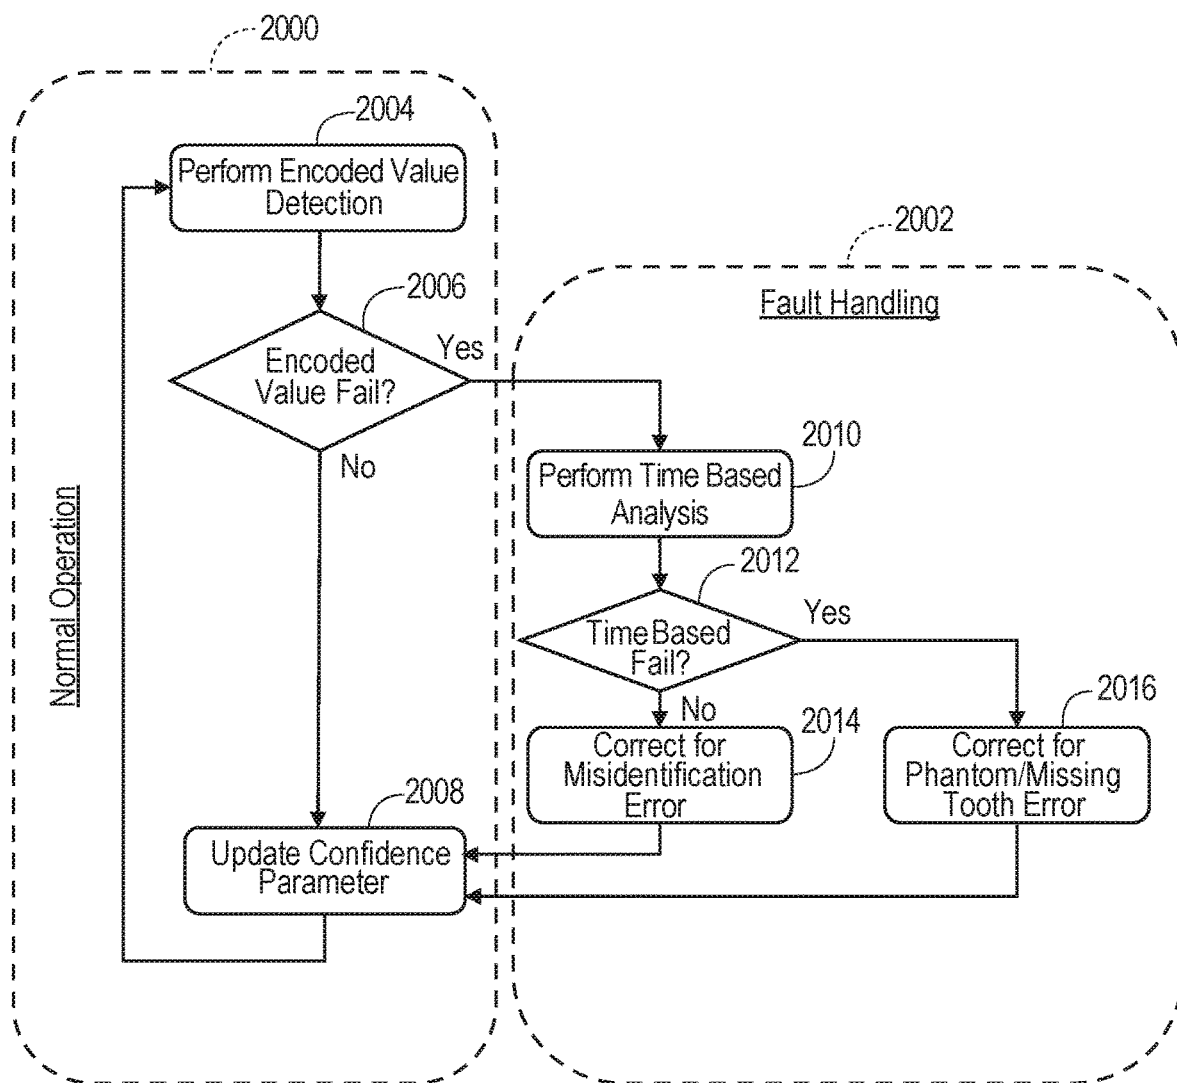 2000
2004
Perform Encoded Value
Detection
2002
Fault Handling
2006
Encoded
Value Fail?
Yes
No
Normal Operation
2010
Perform Time Based
Analysis
2012
Time Based
Fail?
Yes
No
2014
Correct for
Misidentification
Error
2016
Correct for
Phantom/Missing
Tooth Error
2008
Update Confidence
Parameter